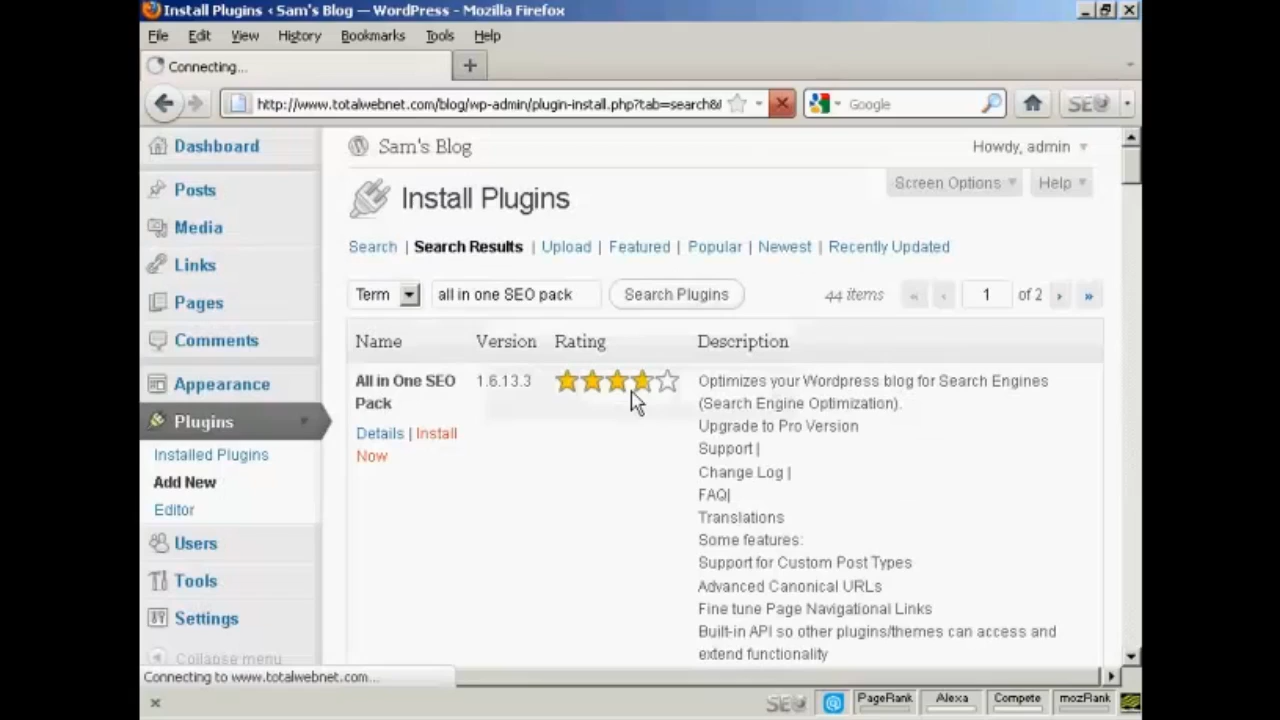 Install Plugins ‹ Sam's Blog — WordPress - Mozilla Firefox
File Edit View History Bookmarks Tools Help
Connecting...
http://www.totalwebnet.com/blog/wp-admin/plugin-install.php?tab=search& Google SE
Dashboard
Posts
Media
Links
Pages
Comments
Appearance
Plugins
Installed Plugins
Add New
Editor
Users
Tools
Settings
Collapse menu
Sam's Blog Howdy, admin
Screen Options Help
Install Plugins
Search | Search Results | Upload | Featured | Popular | Newest | Recently Updated
Term all in one SEO pack Search Plugins 44 items « ‹ 1 of 2 › »
Name Version Rating Description
All in One SEO Pack 1.6.13.3
Details | Install Now
Optimizes your Wordpress blog for Search Engines
(Search Engine Optimization).
Upgrade to Pro Version
Support |
Change Log |
FAQ|
Translations
Some features:
Support for Custom Post Types
Advanced Canonical URLs
Fine tune Page Navigational Links
Built-in API so other plugins/themes can access and
extend functionality
Connecting to www.totalwebnet.com...
x SE PageRank Alexa Compete mozRank